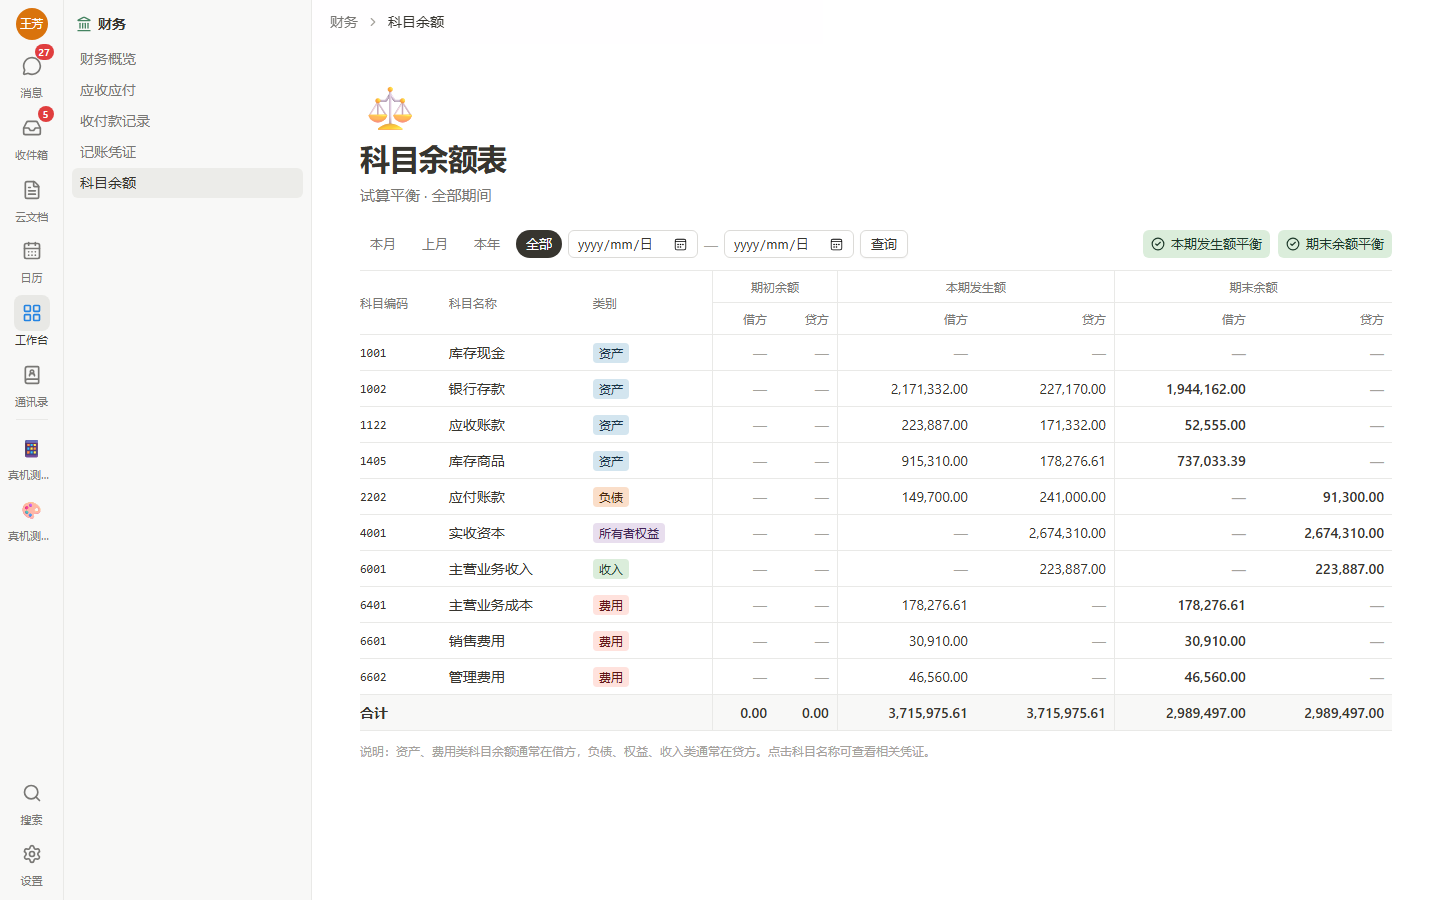 王芳
27
消息
5
收件箱
云文档
日历
工作台
通讯录
真机测...
真机测...
搜索
设置
财务
财务概览
应收应付
收付款记录
记账凭证
科目余额
财务 > 科目余额
科目余额表
试算平衡 · 全部期间
本月 上月 本年 全部 yyyy/mm/日 — yyyy/mm/日 查询 本期发生额平衡 期末余额平衡
科目编码 科目名称 类别 期初余额 本期发生额 期末余额
借方 贷方 借方 贷方 借方 贷方
1001 库存现金 资产 — — — — — —
1002 银行存款 资产 — — 2,171,332.00 227,170.00 1,944,162.00 —
1122 应收账款 资产 — — 223,887.00 171,332.00 52,555.00 —
1405 库存商品 资产 — — 915,310.00 178,276.61 737,033.39 —
2202 应付账款 负债 — — 149,700.00 241,000.00 — 91,300.00
4001 实收资本 所有者权益 — — — 2,674,310.00 — 2,674,310.00
6001 主营业务收入 收入 — — — 223,887.00 — 223,887.00
6401 主营业务成本 费用 — — 178,276.61 — 178,276.61 —
6601 销售费用 费用 — — 30,910.00 — 30,910.00 —
6602 管理费用 费用 — — 46,560.00 — 46,560.00 —
合计 0.00 0.00 3,715,975.61 3,715,975.61 2,989,497.00 2,989,497.00
说明：资产、费用类科目余额通常在借方，负债、权益、收入类通常在贷方。点击科目名称可查看相关凭证。